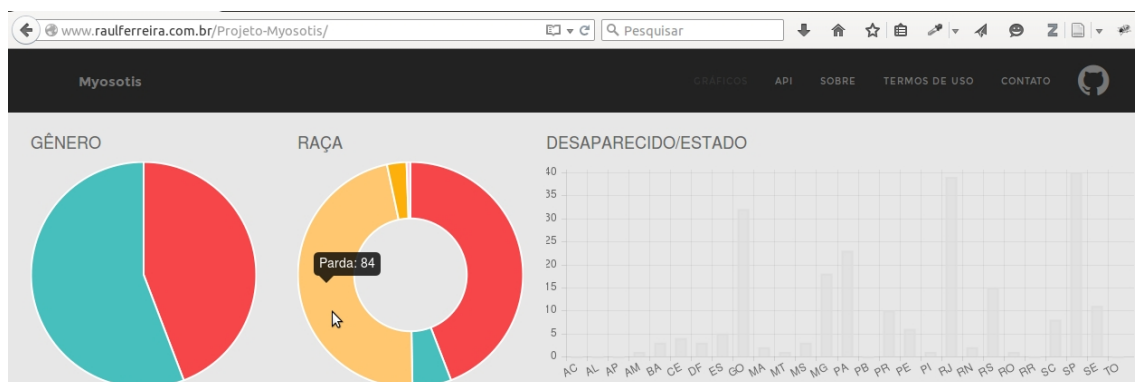 www.raulferreira.com.br/Projeto-Myosotis/
Pesquisar
Myosotis
GRÁFICOS API SOBRE TERMOS DE USO CONTATO
GÊNERO
RAÇA
DESAPARECIDO/ESTADO
Parda: 84
40
35
30
25
20
15
10
5
0
AC AL AP AM BA CE DF ES GO MA MT MS MG PA PB PR PE PI RJ RN RS RO RR SC SP SE TO